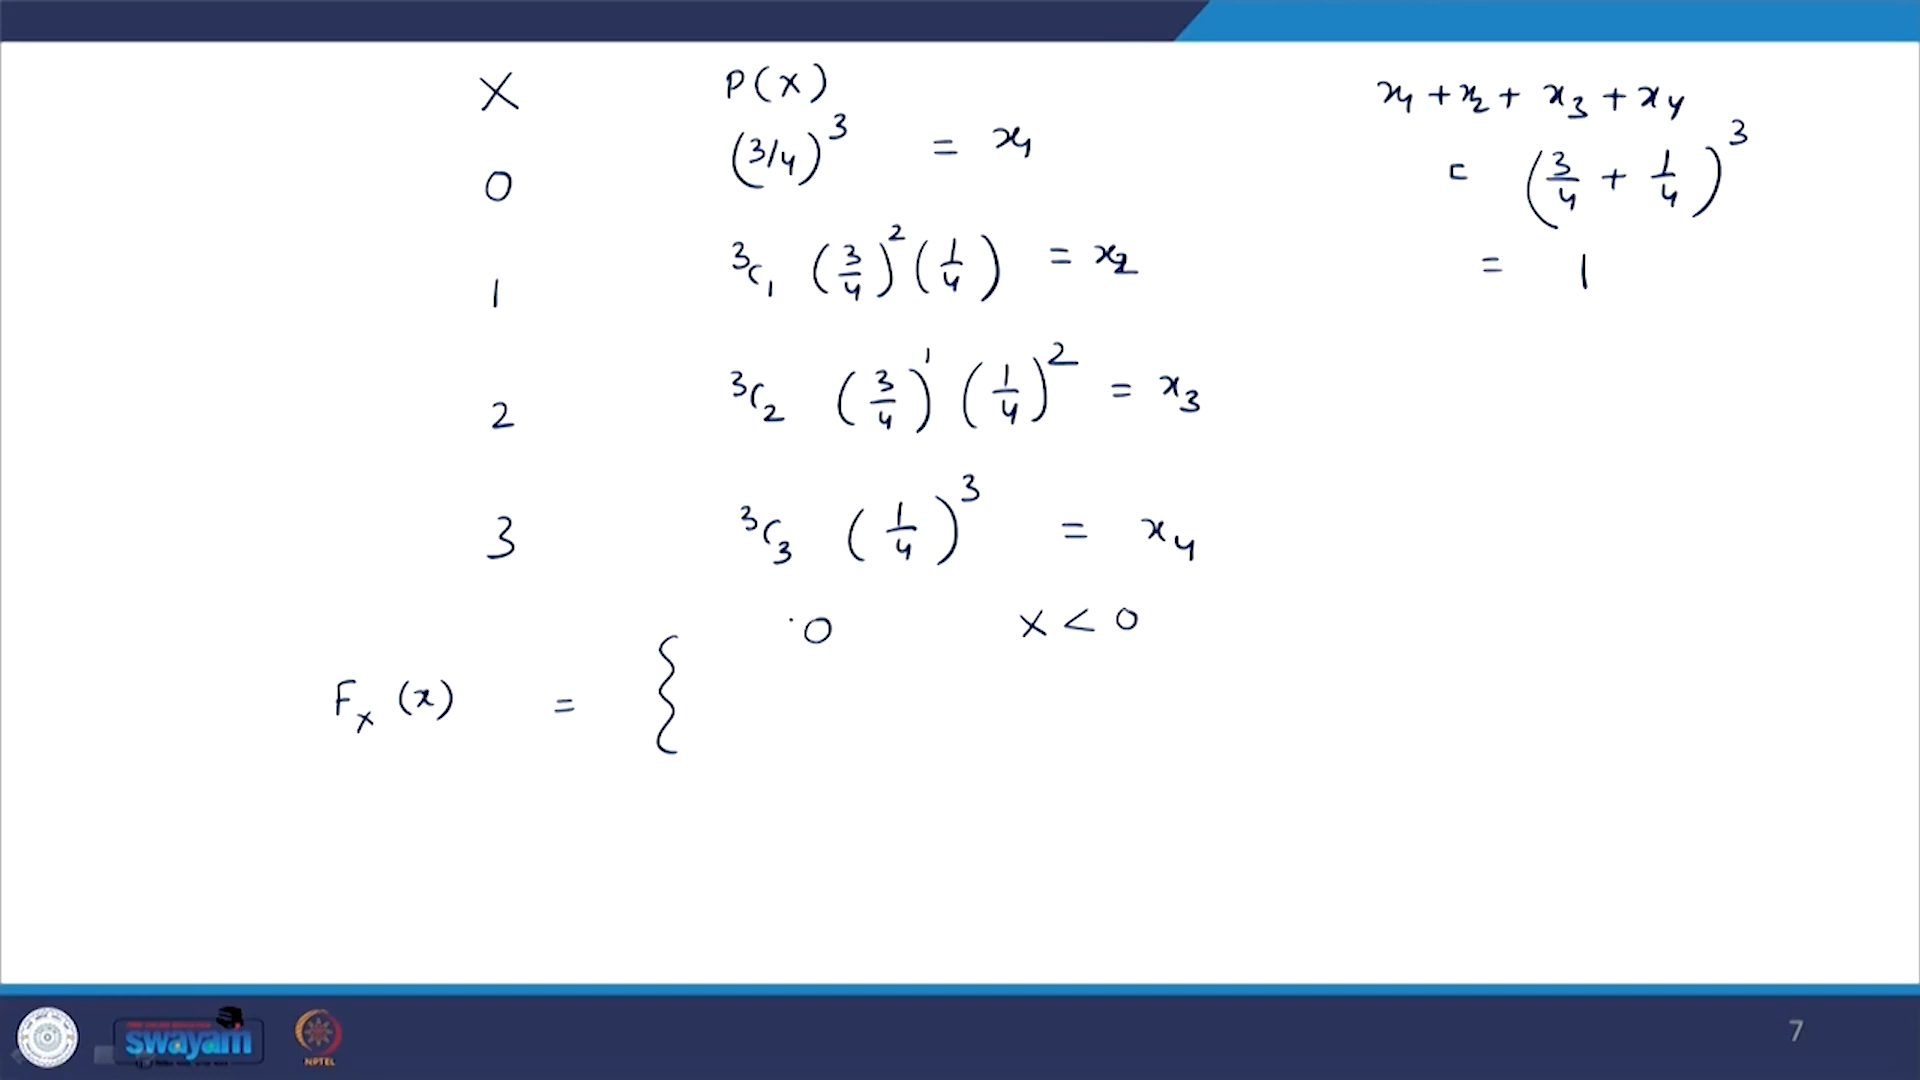 X P(X)
0 (3/4)³ = x₁
1 ³C₁ (3/4)² (1/4) = x₂
2 ³C₂ (3/4)¹ (1/4)² = x₃
3 ³C₃ (1/4)³ = x₄
x₁ + x₂ + x₃ + x₄
= (3/4 + 1/4)³
= 1
F_X (x) = { 0 X < 0
swayam
NPTEL
7